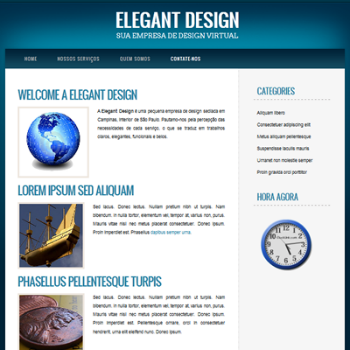 ELEGANT DESIGN
SUA EMPRESA DE DESIGN VIRTUAL
HOME NOSSOS SERVIÇOS QUEM SOMOS CONTATE-NOS
WELCOME A ELEGANT DESIGN
A Elegant Design é uma pequena empresa de design sediada em
Campinas, interior de São Paulo. Pautamo-nos pela percepção das
necessidades de cada serviço, o que se traduz em trabalhos
claros, elegantes, funcionais e belos.
LOREM IPSUM SED ALIQUAM
Sed lacus. Donec lectus. Nullam pretium nibh ut turpis. Nam
bibendum. In nulla tortor, elementum vel, tempor at, varius non, purus.
Mauris vitae nisl nec metus placerat consectetuer. Donec ipsum.
Proin imperdiet est. Phasellus dapibus semper urna.
PHASELLUS PELLENTESQUE TURPIS
Sed lacus. Donec lectus. Nullam pretium nibh ut turpis. Nam
bibendum. In nulla tortor, elementum vel, tempor at, varius non, purus.
Mauris vitae nisl nec metus placerat consectetuer. Donec ipsum.
Proin imperdiet est. Pellentesque ornare, orci in consectetuer
hendrerit, urna elit eleifend nunc. Donec ipsum.
CATEGORIES
Aliquam libero
Consectetuer adipiscing elit
Metus aliquam pellentesque
Suspendisse iaculis mauris
Urnanet non molestie semper
Proin gravida orci porttitor
HORA AGORA